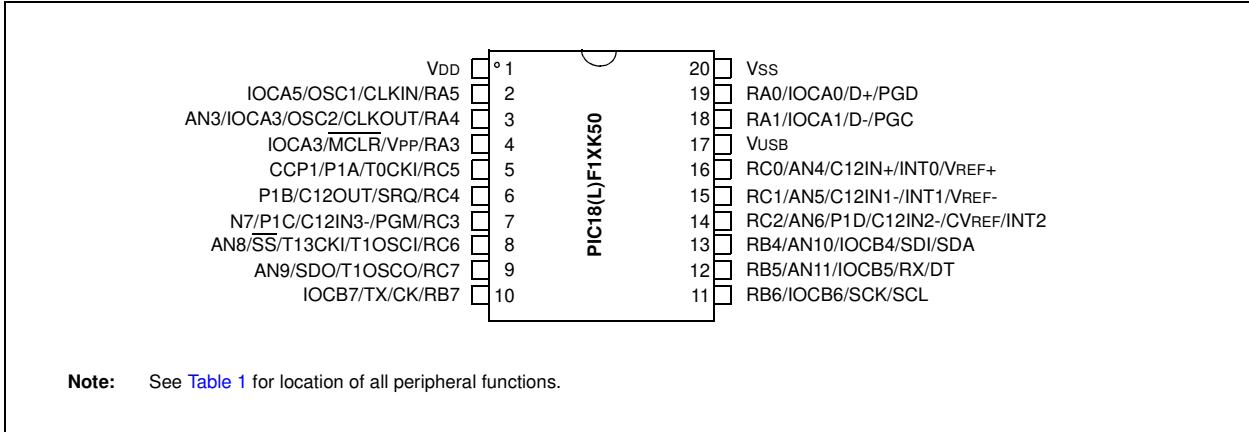 VDD ° 1 20 VSS
IOCA5/OSC1/CLKIN/RA5 2 19 RA0/IOCA0/D+/PGD
AN3/IOCA3/OSC2/CLKOUT/RA4 3 18 RA1/IOCA1/D-/PGC
IOCA3/MCLR/VPP/RA3 4 17 VUSB
CCP1/P1A/T0CKI/RC5 5 16 RC0/AN4/C12IN+/INT0/VREF+
P1B/C12OUT/SRQ/RC4 6 15 RC1/AN5/C12IN1-/INT1/VREF-
N7/P1C/C12IN3-/PGM/RC3 7 14 RC2/AN6/P1D/C12IN2-/CVREF/INT2
AN8/SS/T13CKI/T1OSCI/RC6 8 13 RB4/AN10/IOCB4/SDI/SDA
AN9/SDO/T1OSCO/RC7 9 12 RB5/AN11/IOCB5/RX/DT
IOCB7/TX/CK/RB7 10 11 RB6/IOCB6/SCK/SCL
PIC18(L)F1XK50
Note: See Table 1 for location of all peripheral functions.